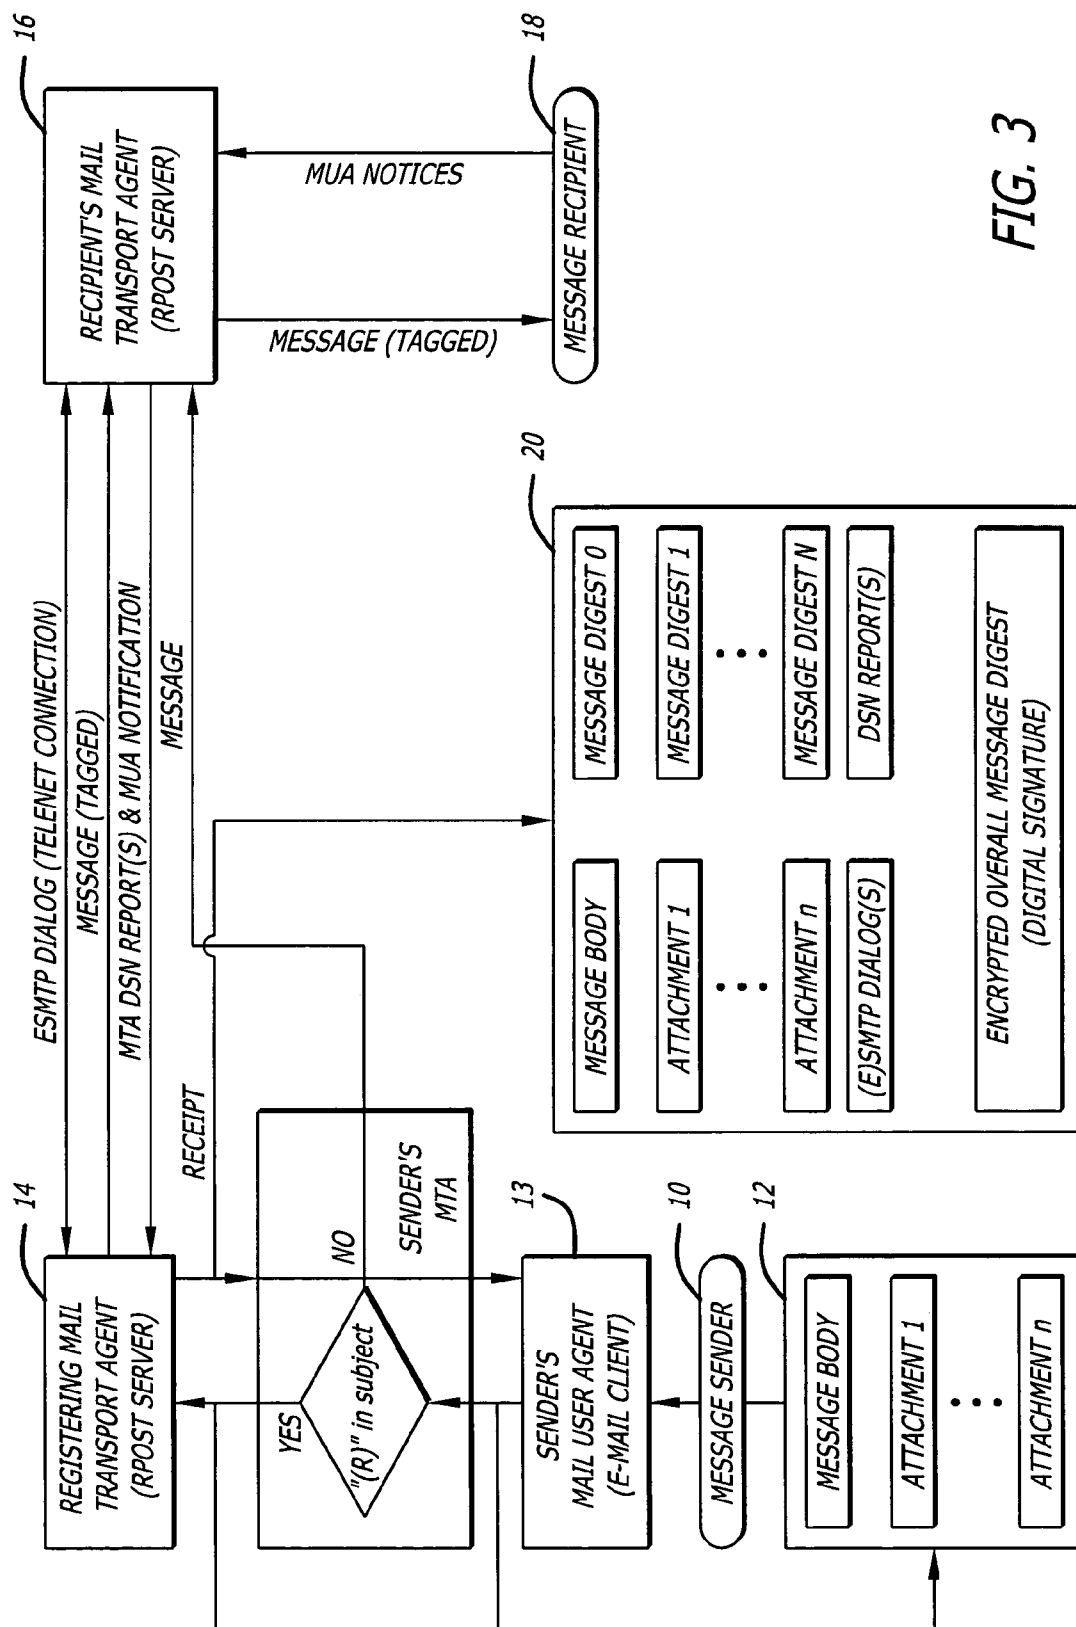 14
REGISTERING MAIL
TRANSPORT AGENT
(RPOST SERVER)
ESMTP DIALOG (TELENET CONNECTION)
MESSAGE (TAGGED)
MTA DSN REPORT(S) & MUA NOTIFICATION
MESSAGE
16
RECIPIENT'S MAIL
TRANSPORT AGENT
(RPOST SERVER)
RECEIPT
YES
"(R)" in subject
NO
SENDER'S
MTA
MUA NOTICES
MESSAGE (TAGGED)
18
MESSAGE RECIPIENT
13
SENDER'S
MAIL USER AGENT
(E-MAIL CLIENT)
10
MESSAGE SENDER
12
MESSAGE BODY
ATTACHMENT 1
ATTACHMENT n
20
MESSAGE BODY
MESSAGE DIGEST 0
ATTACHMENT 1
MESSAGE DIGEST 1
ATTACHMENT n
MESSAGE DIGEST N
(E)SMTP DIALOG(S)
DSN REPORT(S)
ENCRYPTED OVERALL MESSAGE DIGEST
(DIGITAL SIGNATURE)
FIG. 3